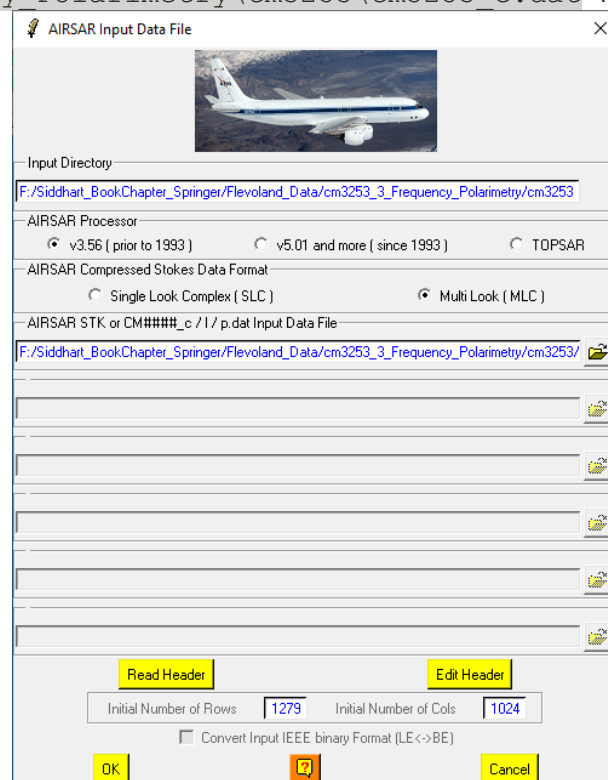 AIRSAR Input Data File
Input Directory
F:/Siddhart_BookChapter_Springer/Flevoland_Data/cm3253_3_Frequency_Polarimetry/cm3253
AIRSAR Processor
v3.56 ( prior to 1993 ) v5.01 and more ( since 1993 ) TOPSAR
AIRSAR Compressed Stokes Data Format
Single Look Complex ( SLC ) Multi Look ( MLC )
AIRSAR STK or CM####_c / l / p.dat Input Data File
F:/Siddhart_BookChapter_Springer/Flevoland_Data/cm3253_3_Frequency_Polarimetry/cm3253/
Read Header Edit Header
Initial Number of Rows 1279 Initial Number of Cols 1024
Convert Input IEEE binary Format (LE<->BE)
OK ? Cancel